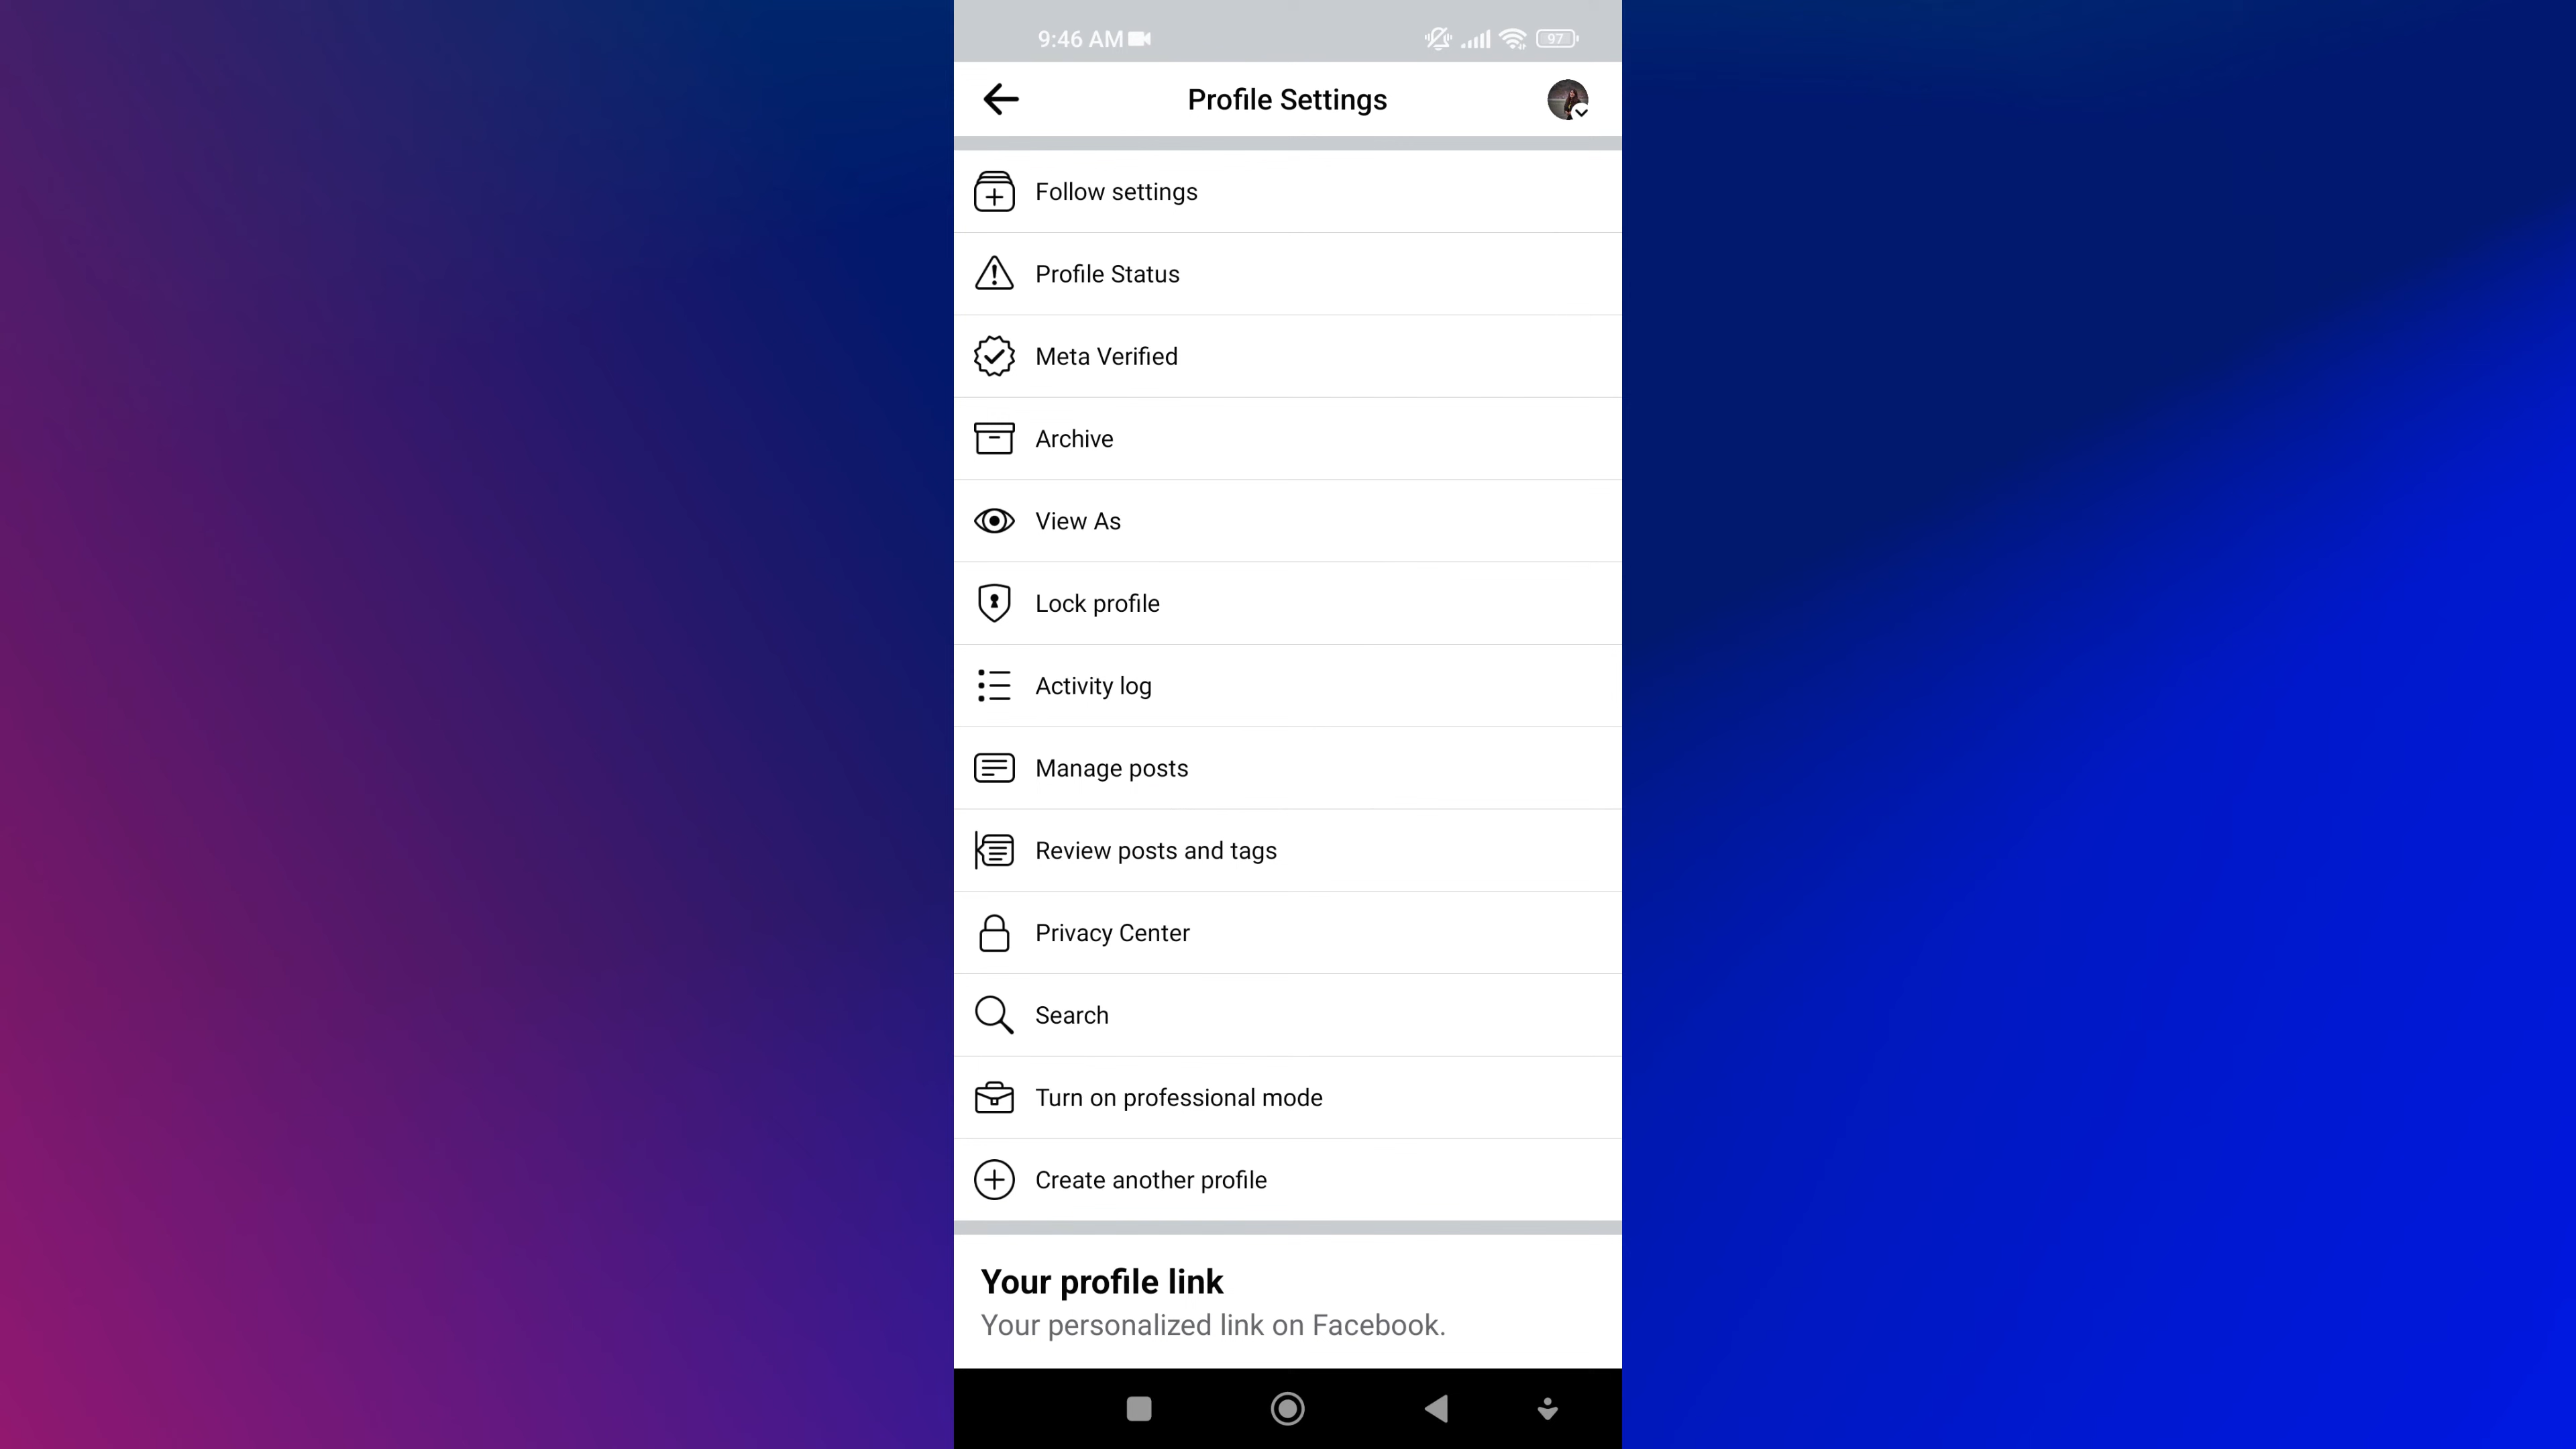 9:46 AM
97
Profile Settings
Follow settings
Profile Status
Meta Verified
Archive
View As
Lock profile
Activity log
Manage posts
Review posts and tags
Privacy Center
Search
Turn on professional mode
Create another profile
Your profile link
Your personalized link on Facebook.